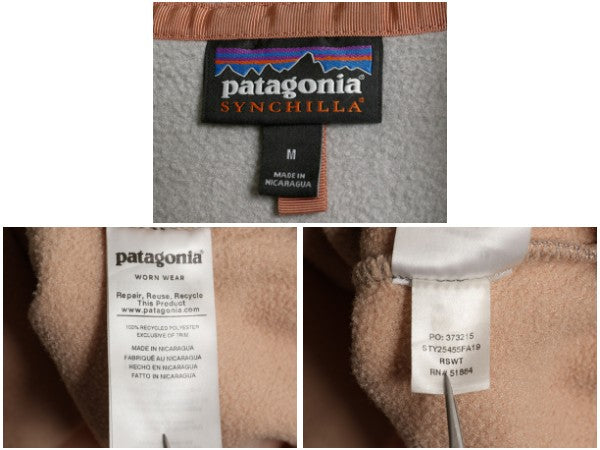 patagonia®
SYNCHILLA®
M
MADE IN
NICARAGUA
patagonia®
WORN WEAR
Repair, Reuse, Recycle
This Product
www.patagonia.com
100% RECYCLED POLYESTER
EXCLUSIVE OF TRIM
MADE IN NICARAGUA
FABRIQUÉ AU NICARAGUA
HECHO EN NICARAGUA
FATTO IN NICARAGUA
PO: 373215
STY25455FA19
RSWT
RN# 51884